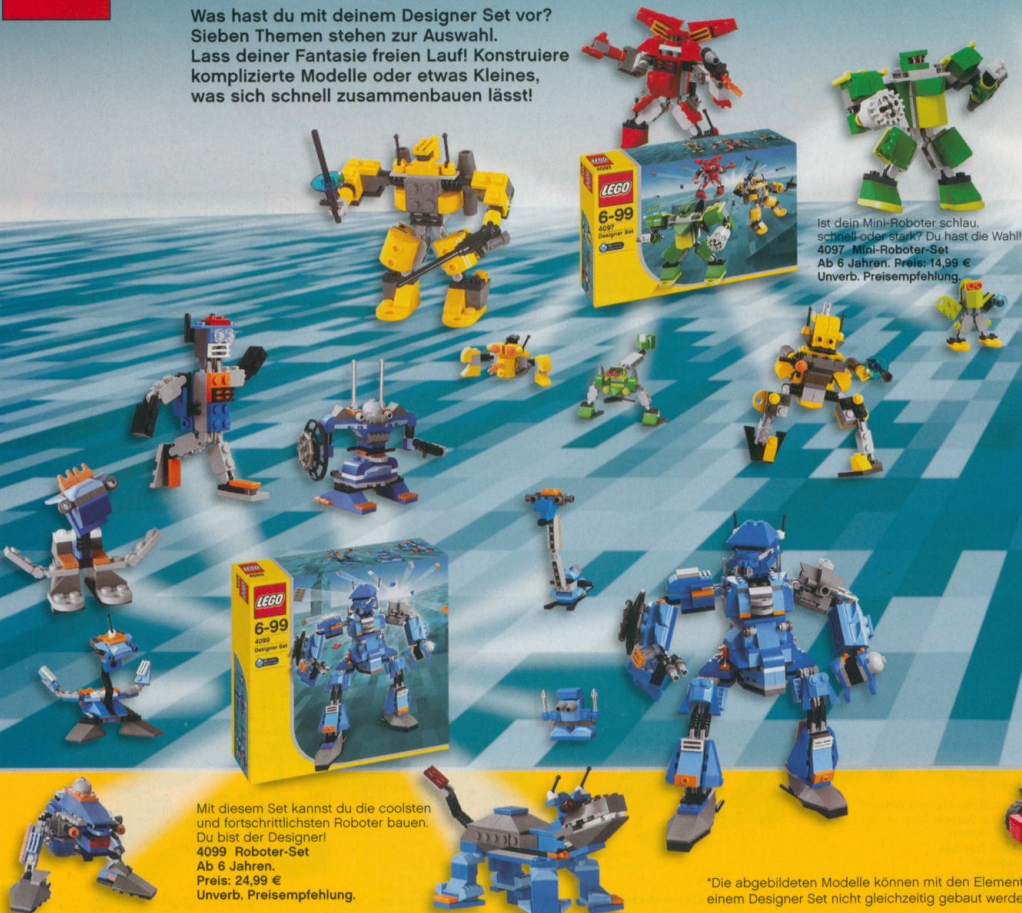 Was hast du mit deinem Designer Set vor?
Sieben Themen stehen zur Auswahl.
Lass deiner Fantasie freien Lauf! Konstruiere
komplizierte Modelle oder etwas Kleines,
was sich schnell zusammenbauen lässt!
LEGO
LEGO
6-99
4097
Designer Set
Ist dein Mini-Roboter schlau,
schnell oder stark? Du hast die Wahl!
4097 Mini-Roboter-Set
Ab 6 Jahren. Preis: 14,99 €
Unverb. Preisempfehlung.
LEGO
4099
LEGO
6-99
4099
Designer Set
Mit diesem Set kannst du die coolsten
und fortschrittlichsten Roboter bauen.
Du bist der Designer!
4099 Roboter-Set
Ab 6 Jahren.
Preis: 24,99 €
Unverb. Preisempfehlung.
*Die abgebildeten Modelle können mit den Element
einem Designer Set nicht gleichzeitig gebaut werde